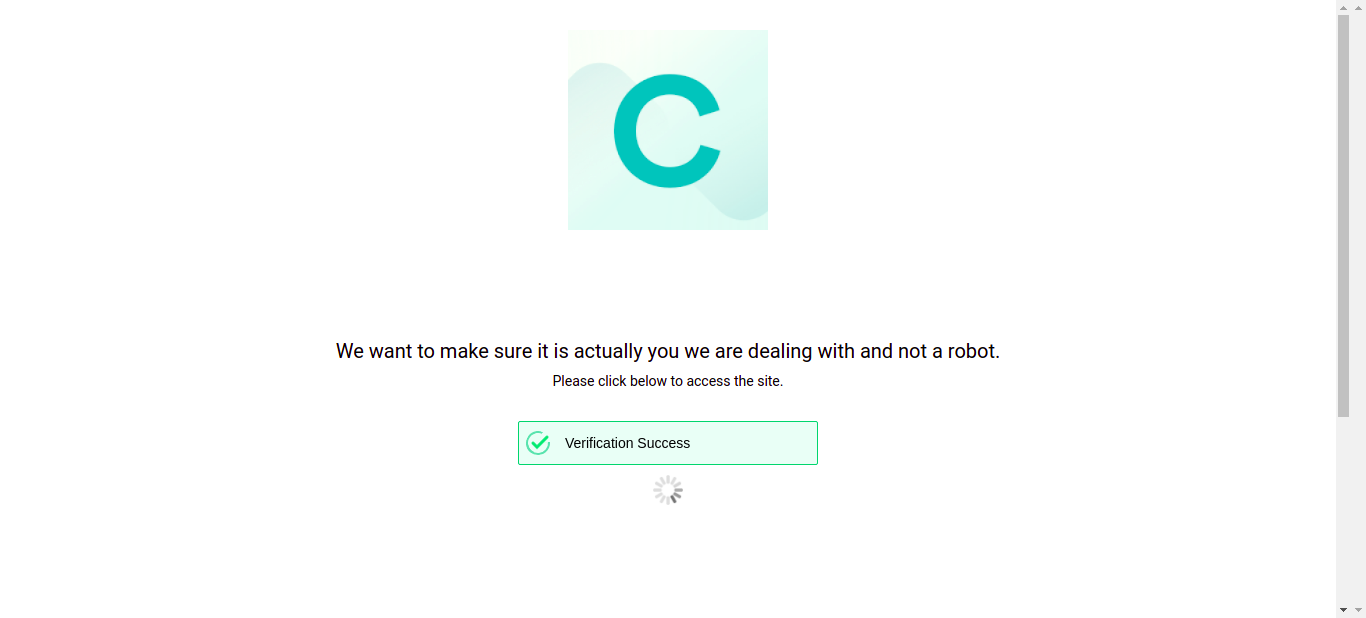 C
We want to make sure it is actually you we are dealing with and not a robot.
Please click below to access the site.
Verification Success